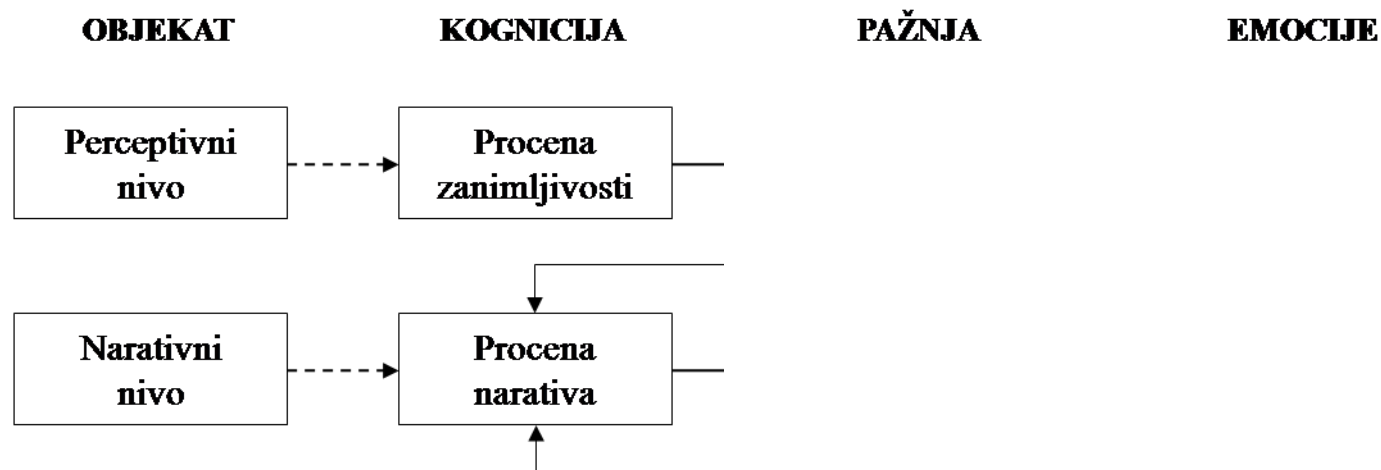 OBJEKAT KOGNICIJA PAŽNJA EMOCIJE
Perceptivni
nivo
Procena
zanimljivosti
Narativni
nivo
Procena
narativa